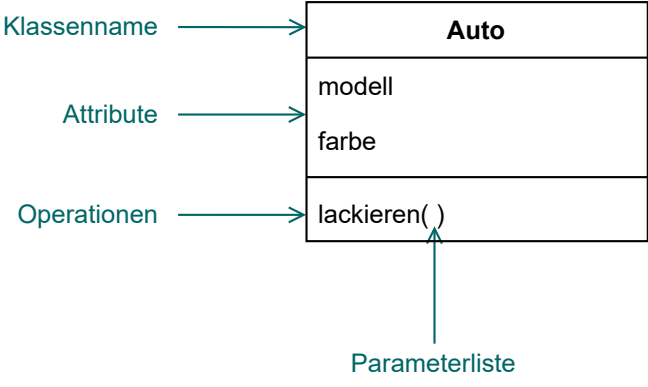 Klassenname
Auto
modell
Attribute
farbe
Operationen
lackieren( )
Parameterliste